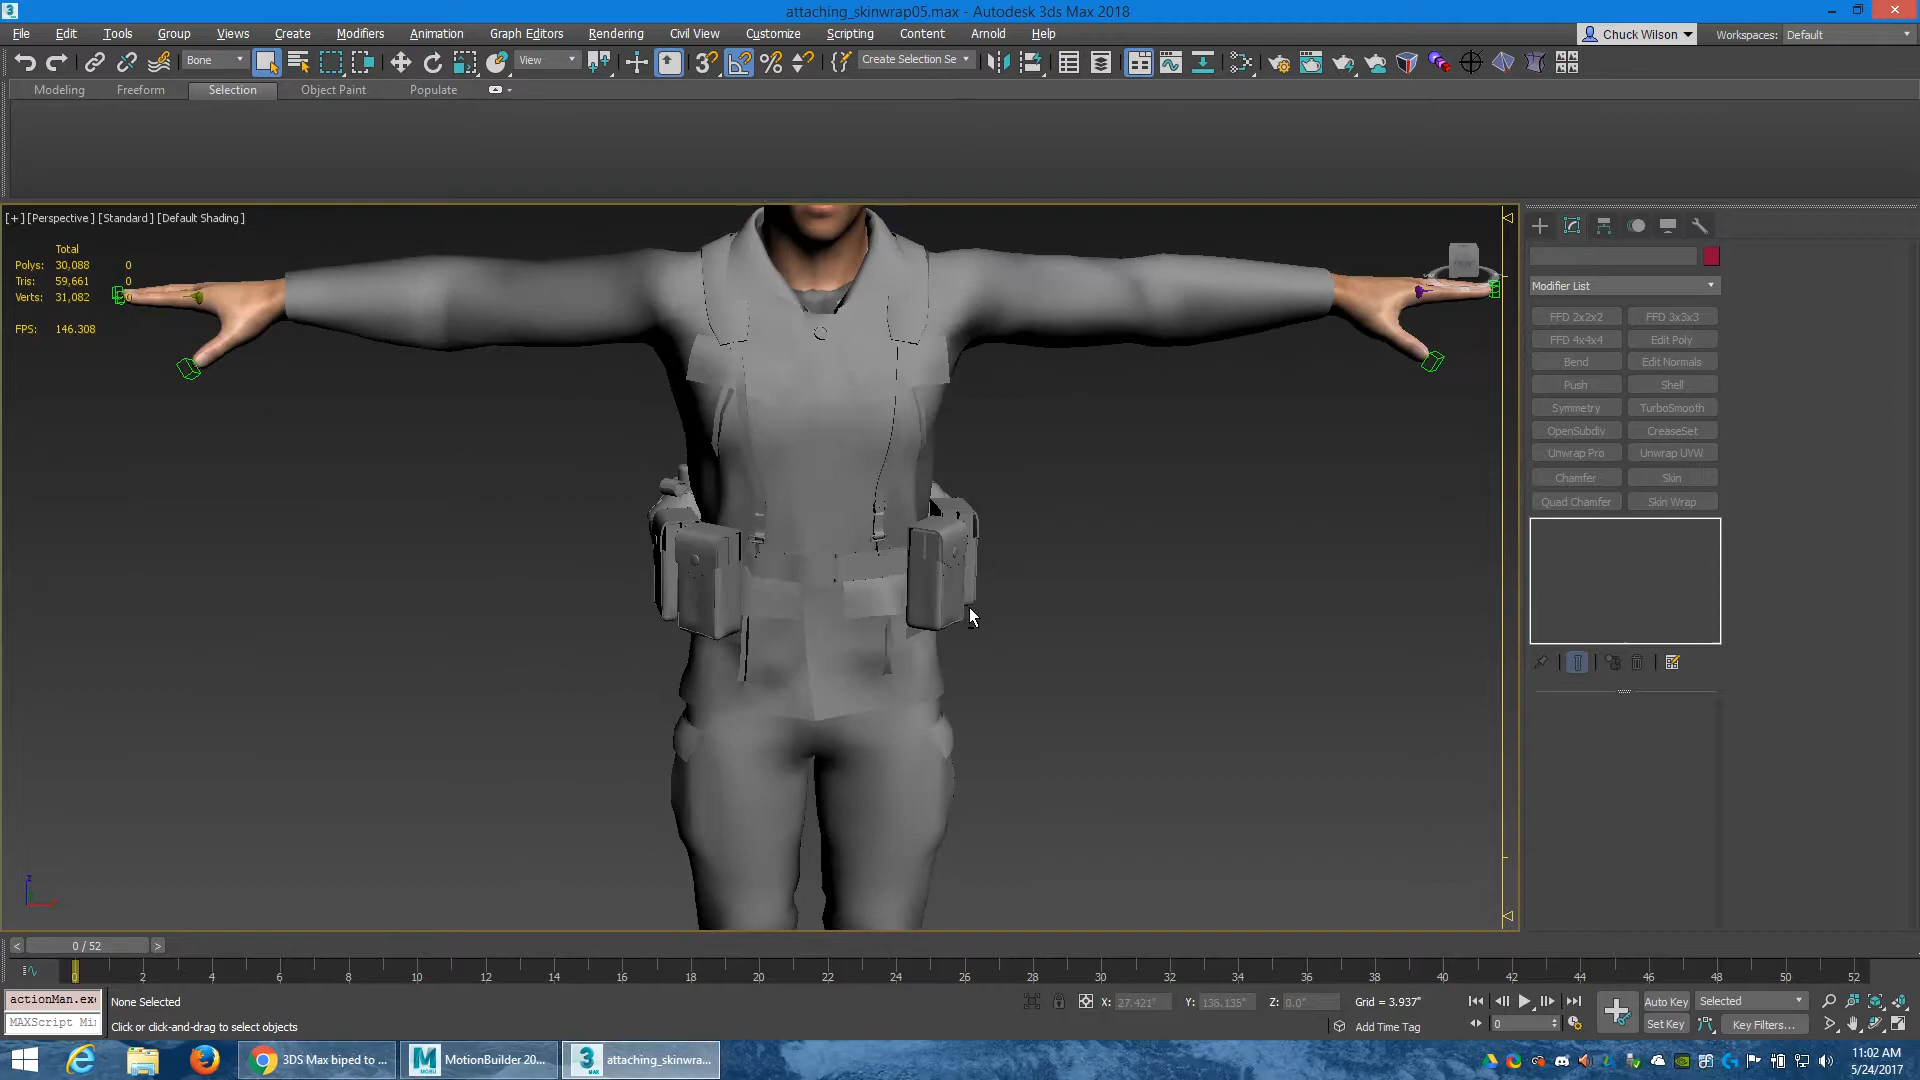 attaching_skinwrap05.max - Autodesk 3ds Max 2018
File Edit Tools Group Views Create Modifiers Animation Graph Editors Rendering Civil View Customize Scripting Content Arnold Help
Chuck Wilson
Workspaces: Default
Bone
View
Create Selection Se
Modeling Freeform Selection Object Paint Populate
[+] [Perspective] [Standard] [Default Shading]
Total
Polys: 30,088 0
Tris: 59,661 0
Verts: 31,082 0
FPS: 146.308
Modifier List
FFD 2x2x2 FFD 3x3x3
FFD 4x4x4 Edit Poly
Bend Edit Normals
Push Shell
Symmetry TurboSmooth
OpenSubdiv CreaseSet
Unwrap Pro Unwrap UVW
Chamfer Skin
Quad Chamfer Skin Wrap
z
< 0 / 52 >
0 2 4 6 8 10 12 14 16 18 20 22 24 26 28 30 32 34 36 38 40 42 44 46 48 50 52
actionMan.exe
None Selected
X: 27.421" Y: 136.135" Z: 0.0" Grid = 3.937"
Auto Key
Selected
MAXScript Mi
Click or click-and-drag to select objects
Add Time Tag
0
Set Key
Key Filters...
3DS Max biped to ...
MotionBuilder 20...
attaching_skinwra...
11:02 AM
5/24/2017